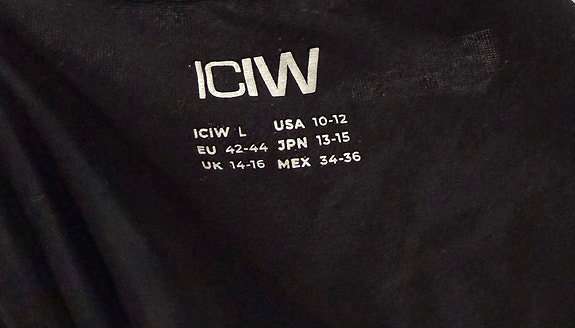 ICIW
ICIW L USA 10-12
EU 42-44 JPN 13-15
UK 14-16 MEX 34-36